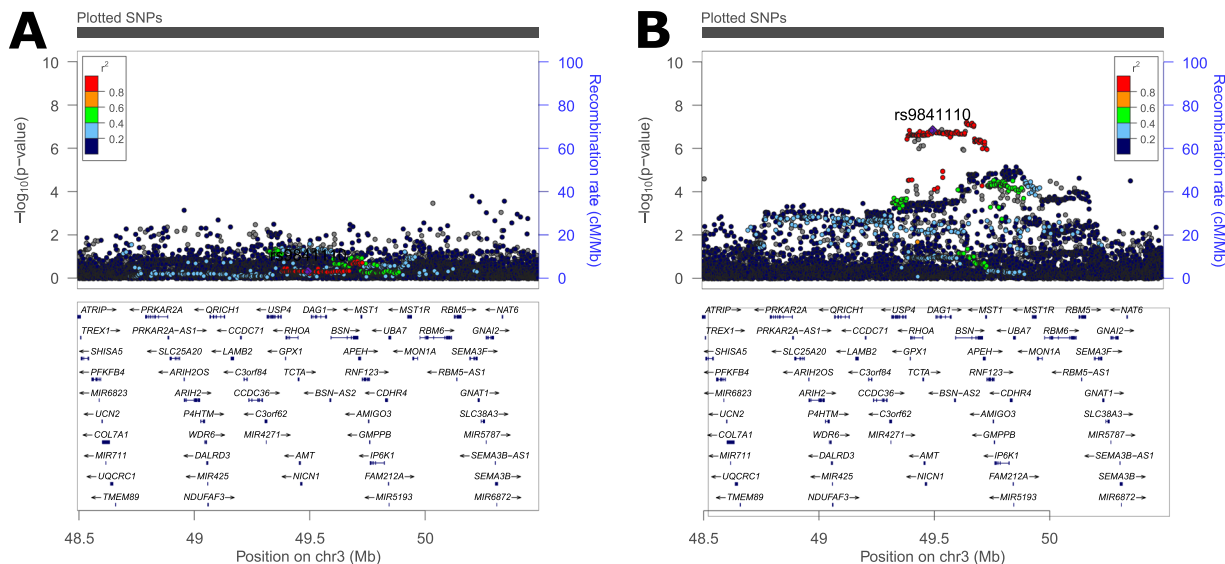 A
Plotted SNPs
10
8
6
4
2
0
−log10(p−value)
r2
0.8
0.6
0.4
0.2
100
80
60
40
20
0
Recombination rate (cM/Mb)
ATRIP→ ←PRKAR2A ←QRICH1 ←USP4 DAG1→ ←MST1 ←MST1R RBM5→ NAT6
TREX1→ PRKAR2A−AS1→ ←CCDC71 ←RHOA BSN→ ←UBA7 RBM6→ GNAI2→
←SHISA5 ←SLC25A20 ←LAMB2 ←GPX1 APEH→ ←MON1A SEMA3F→
←PFKFB4 ←ARIH2OS ←C3orf84 ←TCTA RNF123→ ←RBM5−AS1
←MIR6823 ARIH2→ CCDC36→ ←BSN−AS2 ←CDHR4 GNAT1→
←UCN2 P4HTM→ ←C3orf62 ←AMIGO3 SLC38A3→
←COL7A1 WDR6→ MIR4271→ ←GMPPB MIR5787→
←MIR711 ←DALRD3 ←AMT ←IP6K1 ←SEMA3B−AS1
←UQCRC1 ←MIR425 ←NICN1 FAM212A→ SEMA3B→
←TMEM89 NDUFAF3→ ←MIR5193 MIR6872→
48.5 49 49.5 50
Position on chr3 (Mb)
B
Plotted SNPs
10
8
6
4
2
0
−log10(p−value)
rs9841110
r2
0.8
0.6
0.4
0.2
100
80
60
40
20
0
Recombination rate (cM/Mb)
ATRIP→ ←PRKAR2A ←QRICH1 ←USP4 DAG1→ ←MST1 ←MST1R RBM5→ NAT6
TREX1→ PRKAR2A−AS1→ ←CCDC71 ←RHOA BSN→ ←UBA7 RBM6→ GNAI2→
←SHISA5 ←SLC25A20 ←LAMB2 ←GPX1 APEH→ ←MON1A SEMA3F→
←PFKFB4 ←ARIH2OS ←C3orf84 ←TCTA RNF123→ ←RBM5−AS1
←MIR6823 ARIH2→ CCDC36→ ←BSN−AS2 ←CDHR4 GNAT1→
←UCN2 P4HTM→ ←C3orf62 ←AMIGO3 SLC38A3→
←COL7A1 WDR6→ MIR4271→ ←GMPPB MIR5787→
←MIR711 ←DALRD3 ←AMT ←IP6K1 ←SEMA3B−AS1
←UQCRC1 ←MIR425 ←NICN1 FAM212A→ SEMA3B→
←TMEM89 NDUFAF3→ ←MIR5193 MIR6872→
48.5 49 49.5 50
Position on chr3 (Mb)